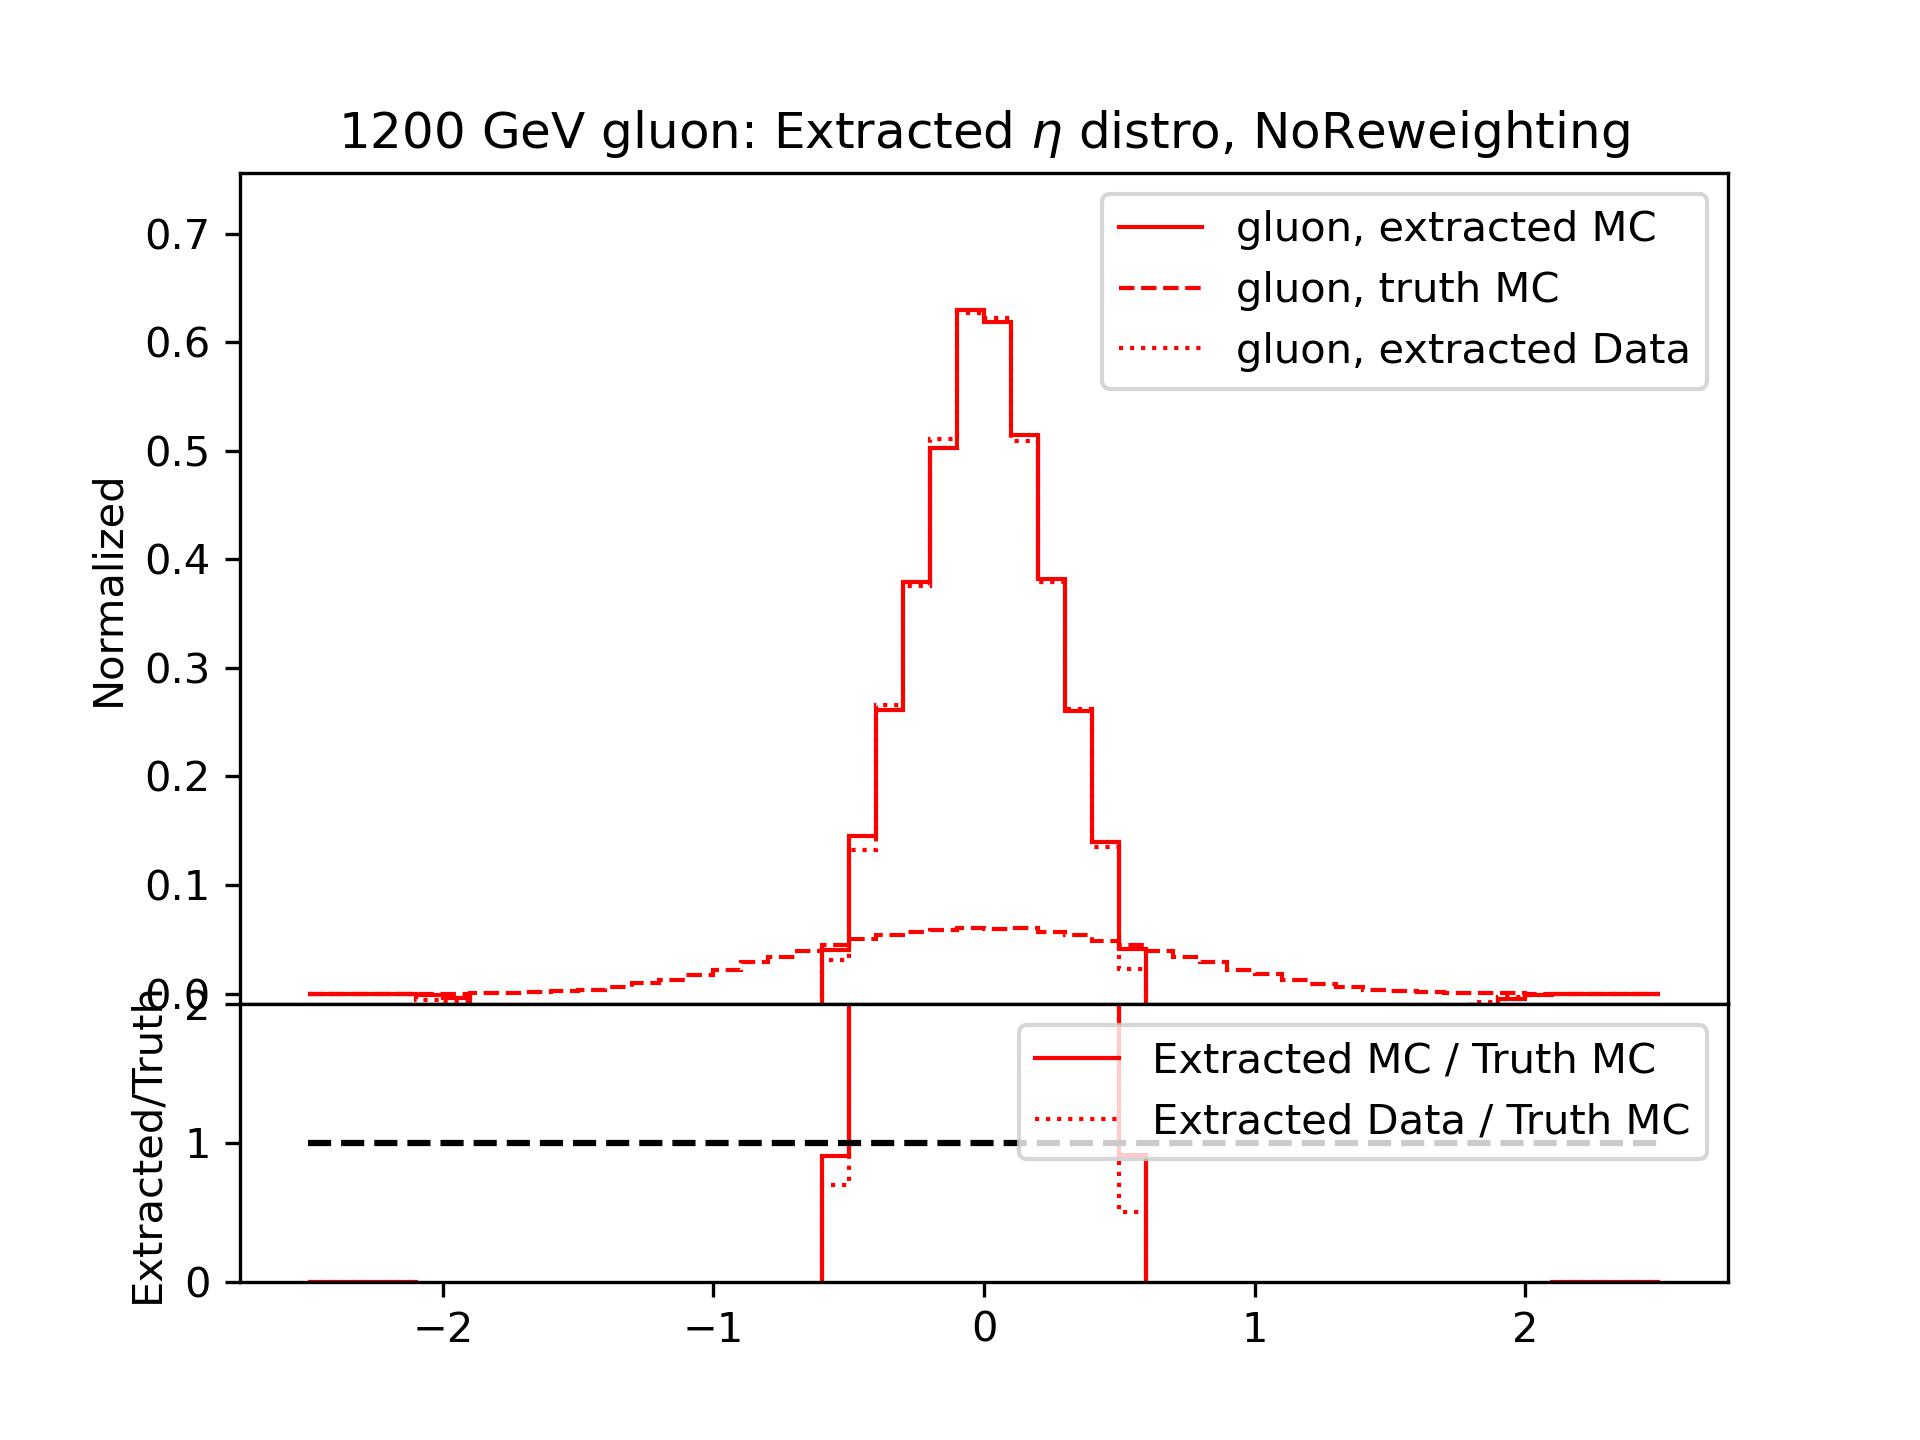 1200 GeV gluon: Extracted η distro, NoReweighting
gluon, extracted MC
gluon, truth MC
gluon, extracted Data
Normalized
0.7
0.6
0.5
0.4
0.3
0.2
0.1
0.0
Extracted MC / Truth MC
Extracted Data / Truth MC
Extracted/Truth
2
1
0
−2
−1
0
1
2